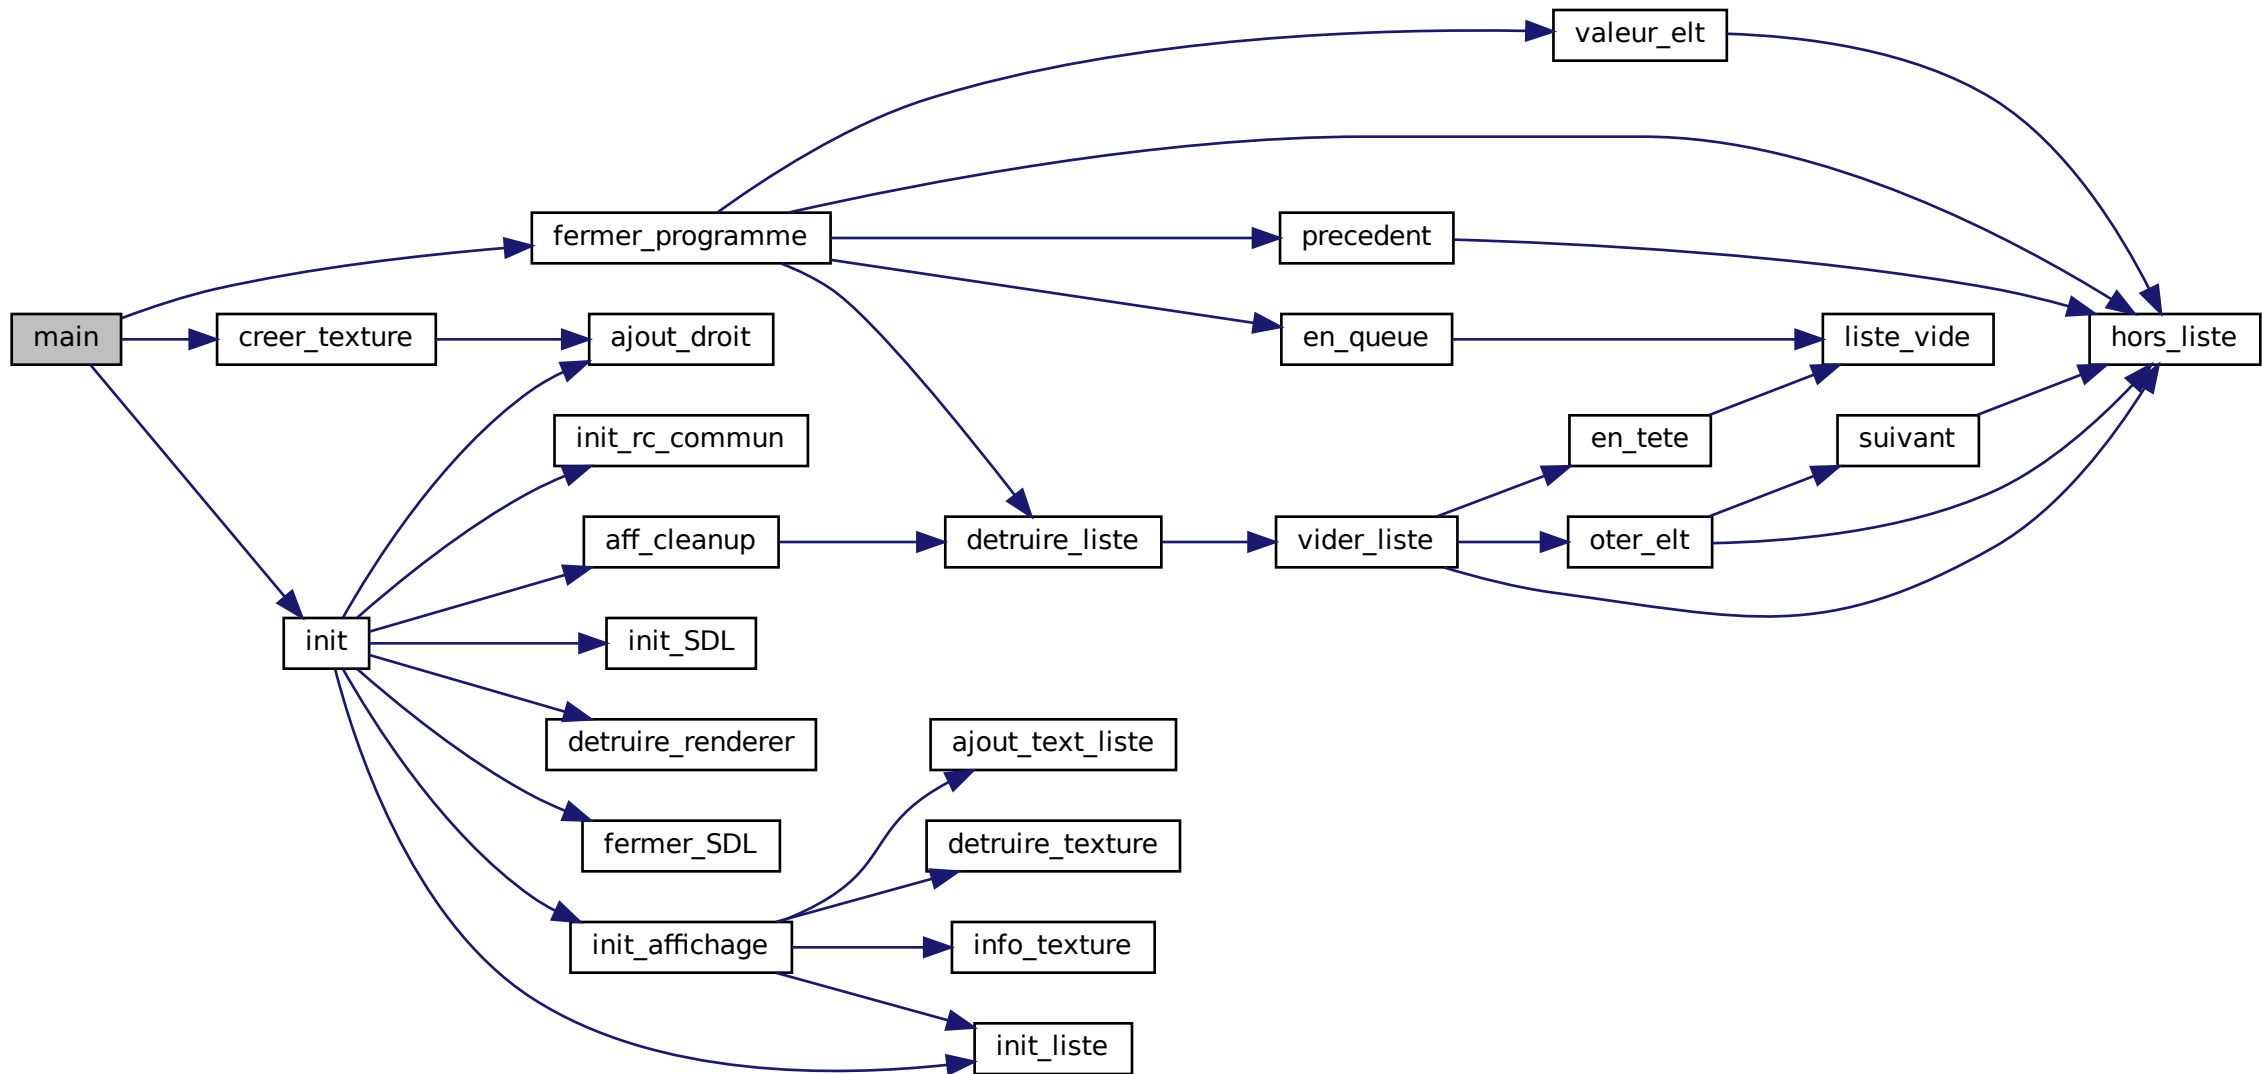 valeur_elt
fermer_programme
precedent
main
creer_texture
ajout_droit
en_queue
liste_vide
hors_liste
init_rc_commun
en_tete
suivant
aff_cleanup
detruire_liste
vider_liste
oter_elt
init
init_SDL
detruire_renderer
ajout_text_liste
fermer_SDL
detruire_texture
init_affichage
info_texture
init_liste